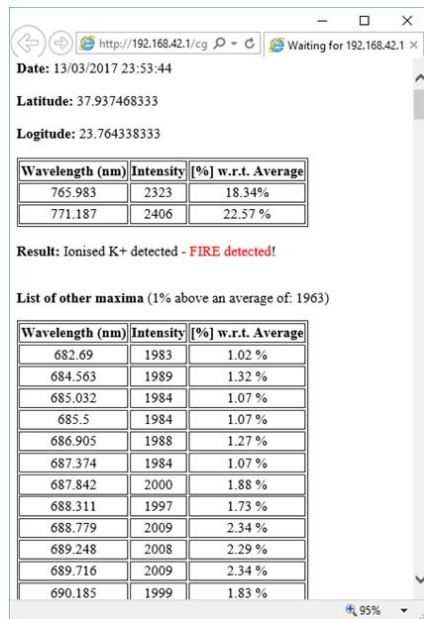 http://192.168.42.1/cg
Waiting for 192.168.42.1
Date: 13/03/2017 23:53:44
Latitude: 37.937468333
Logitude: 23.764338333
Wavelength (nm) Intensity [%] w.r.t. Average
765.983 2323 18.34%
771.187 2406 22.57 %
Result: Ionised K+ detected - FIRE detected!
List of other maxima (1% above an average of: 1963)
Wavelength (nm) Intensity [%] w.r.t. Average
682.69 1983 1.02 %
684.563 1989 1.32 %
685.032 1984 1.07 %
685.5 1984 1.07 %
686.905 1988 1.27 %
687.374 1984 1.07 %
687.842 2000 1.88 %
688.311 1997 1.73 %
688.779 2009 2.34 %
689.248 2008 2.29 %
689.716 2009 2.34 %
690.185 1999 1.83 %
95%